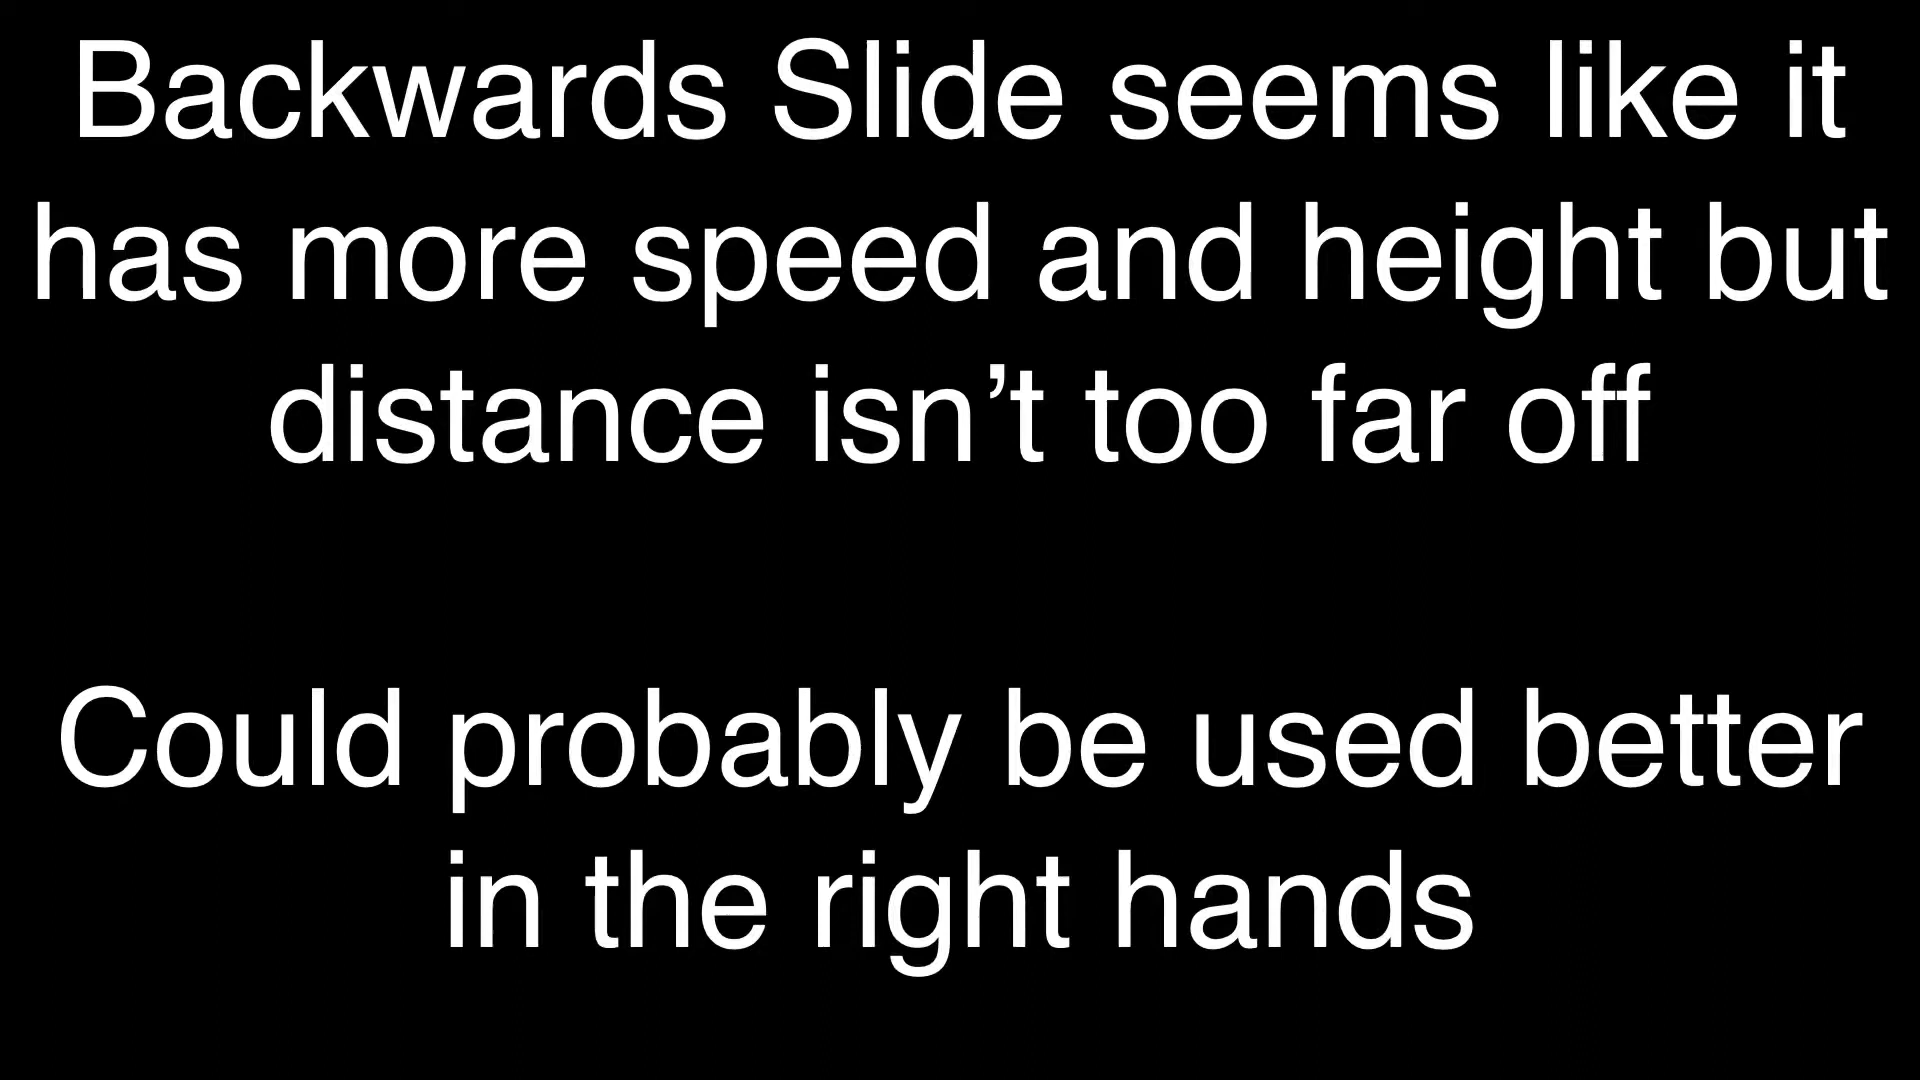 Backwards Slide seems like it
has more speed and height but
distance isn’t too far off
Could probably be used better
in the right hands